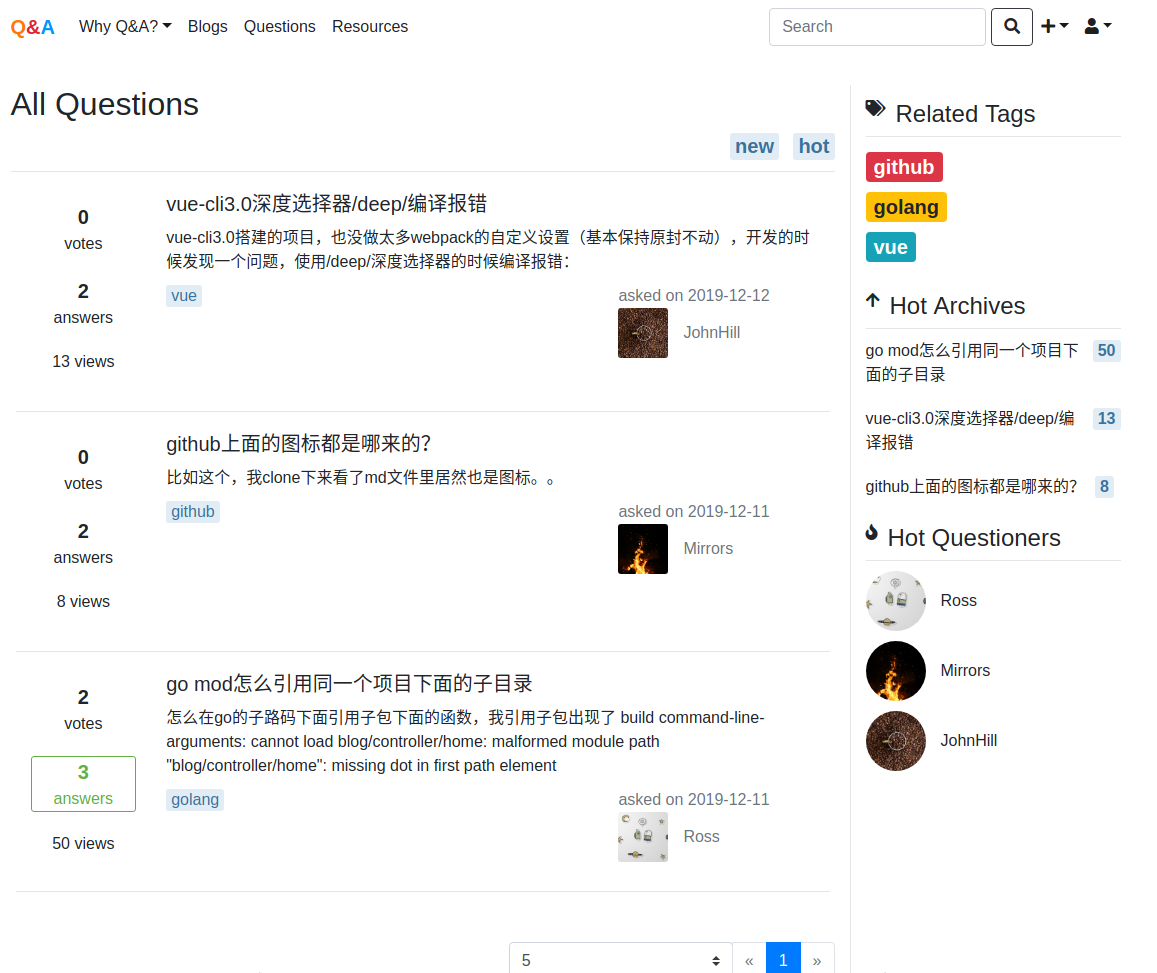 Q&A Why Q&A? Blogs Questions Resources Search
All Questions
new hot
0
votes
2
answers
13 views
vue-cli3.0深度选择器/deep/编译报错
vue-cli3.0搭建的项目，也没做太多webpack的自定义设置（基本保持原封不动），开发的时
候发现一个问题，使用/deep/深度选择器的时候编译报错：
vue
asked on 2019-12-12
JohnHill
0
votes
2
answers
8 views
github上面的图标都是哪来的？
比如这个，我clone下来看了md文件里居然也是图标。。
github
asked on 2019-12-11
Mirrors
2
votes
3
answers
50 views
go mod怎么引用同一个项目下面的子目录
怎么在go的子路码下面引用子包下面的函数，我引用子包出现了 build command-line-
arguments: cannot load blog/controller/home: malformed module path
"blog/controller/home": missing dot in first path element
golang
asked on 2019-12-11
Ross
5 « 1 »
Related Tags
github
golang
vue
Hot Archives
go mod怎么引用同一个项目下 50
面的子目录
vue-cli3.0深度选择器/deep/编 13
译报错
github上面的图标都是哪来的？ 8
Hot Questioners
Ross
Mirrors
JohnHill